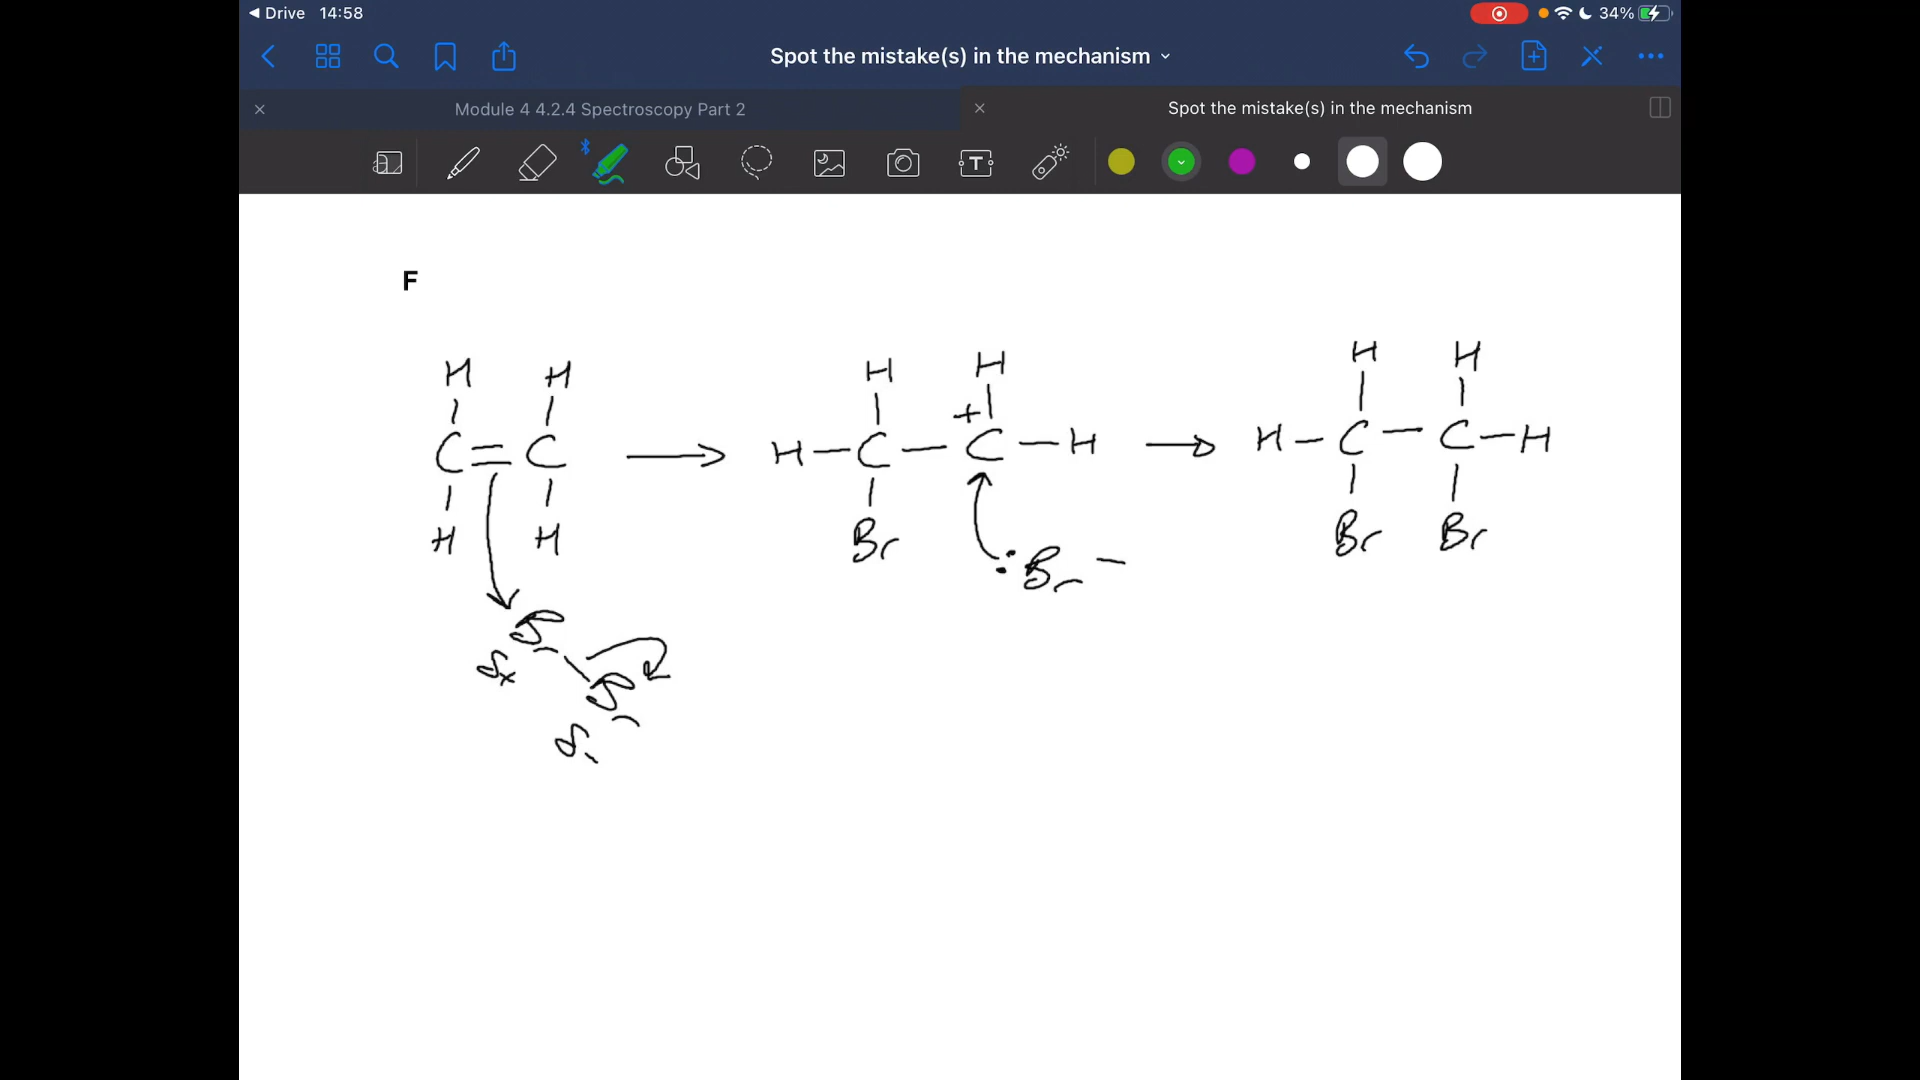 Drive 14:58
34%
Spot the mistake(s) in the mechanism
Module 4 4.2.4 Spectroscopy Part 2
Spot the mistake(s) in the mechanism
T
F
H H
C=C
H H
Br
δ+
Br
δ-
H H
H-C-C+-H
Br :Br-
H H
H-C-C-H
Br Br